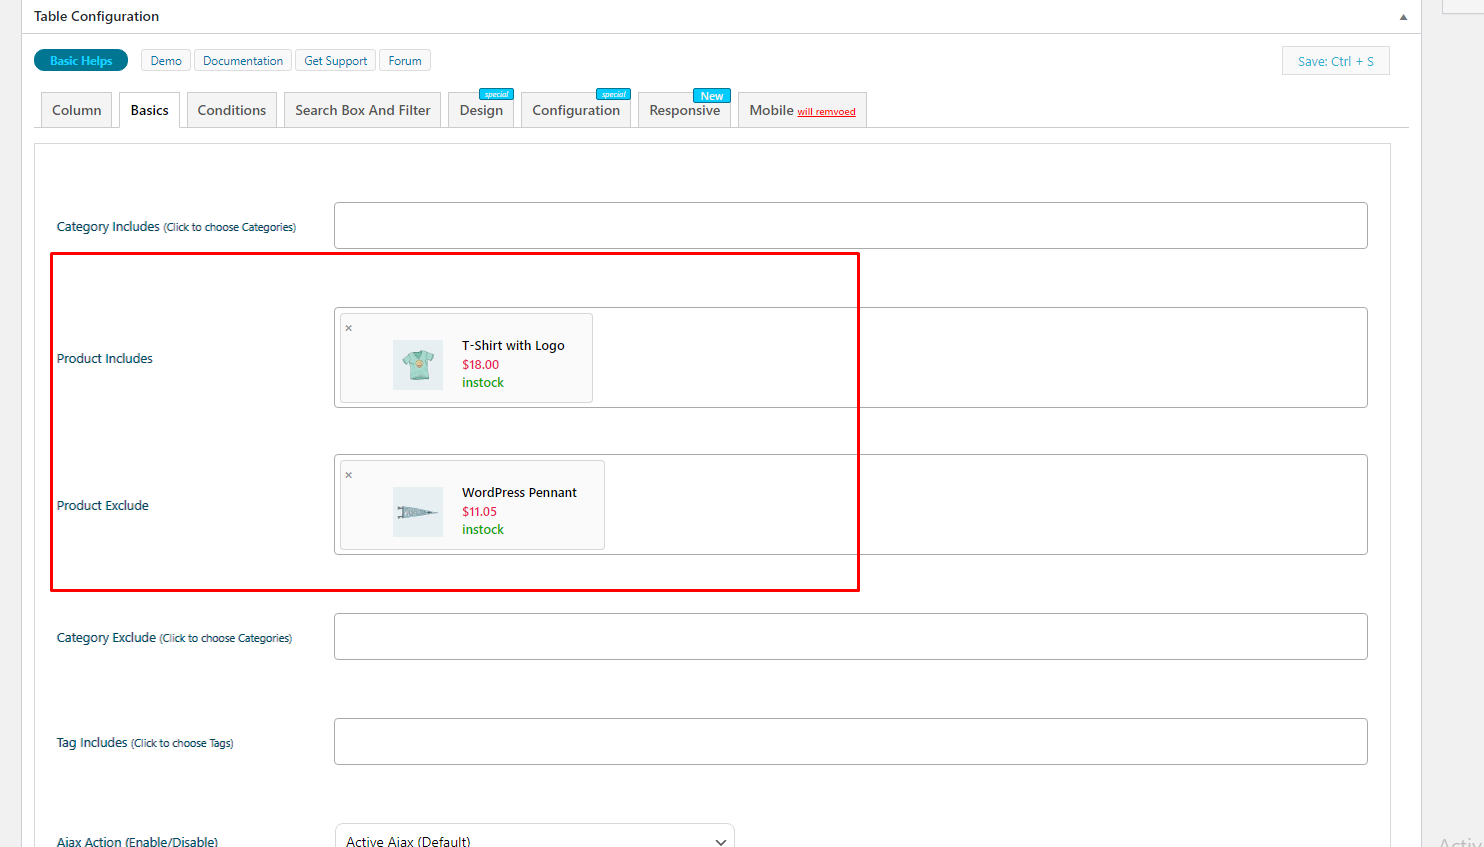 Table Configuration
Basic Helps Demo Documentation Get Support Forum Save: Ctrl + S
Column Basics Conditions Search Box And Filter Design special Configuration special Responsive New Mobile will remvoed
Category Includes (Click to choose Categories)
Product Includes
×
T-Shirt with Logo
$18.00
instock
Product Exclude
×
WordPress Pennant
$11.05
instock
Category Exclude (Click to choose Categories)
Tag Includes (Click to choose Tags)
Ajax Action (Enable/Disable) Active Ajax (Default)